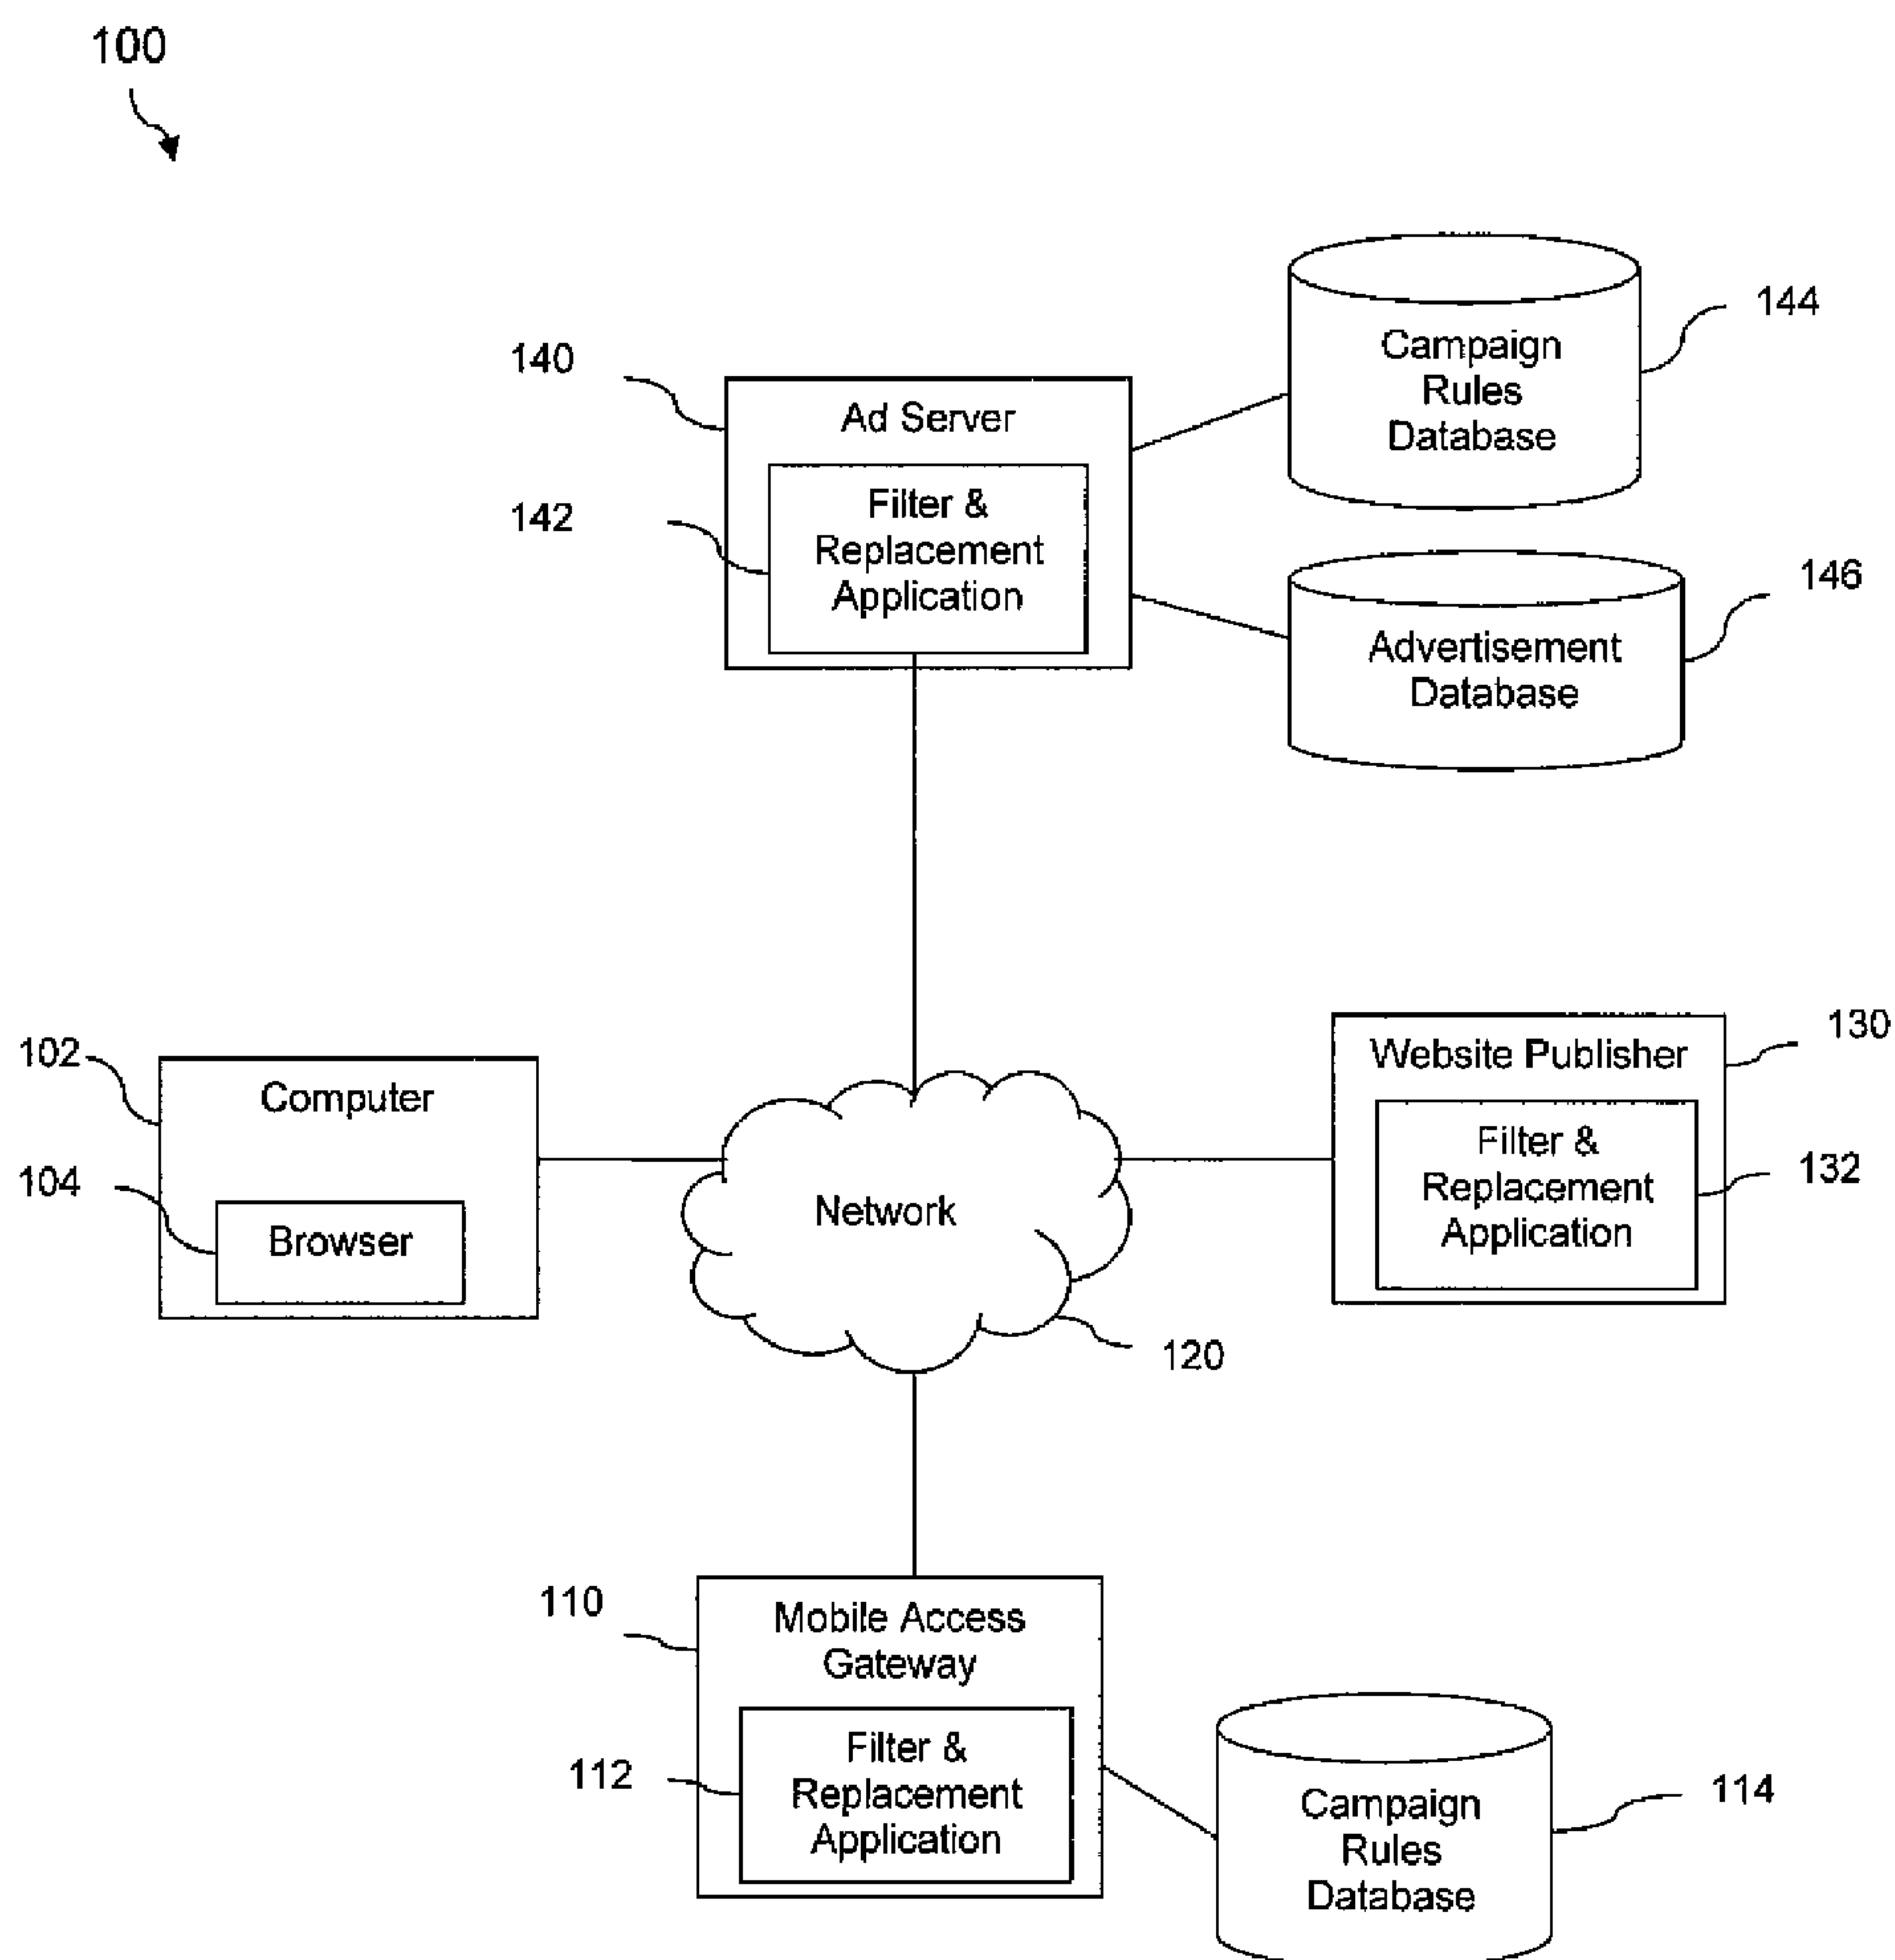 100
144
Campaign
Rules
Database
140
Ad Server
142
Filter &
Replacement
Application
146
Advertisement
Database
102
Computer
104
Browser
Network
120
130
Website Publisher
Filter &
Replacement
Application
132
110
Mobile Access
Gateway
112
Filter &
Replacement
Application
114
Campaign
Rules
Database